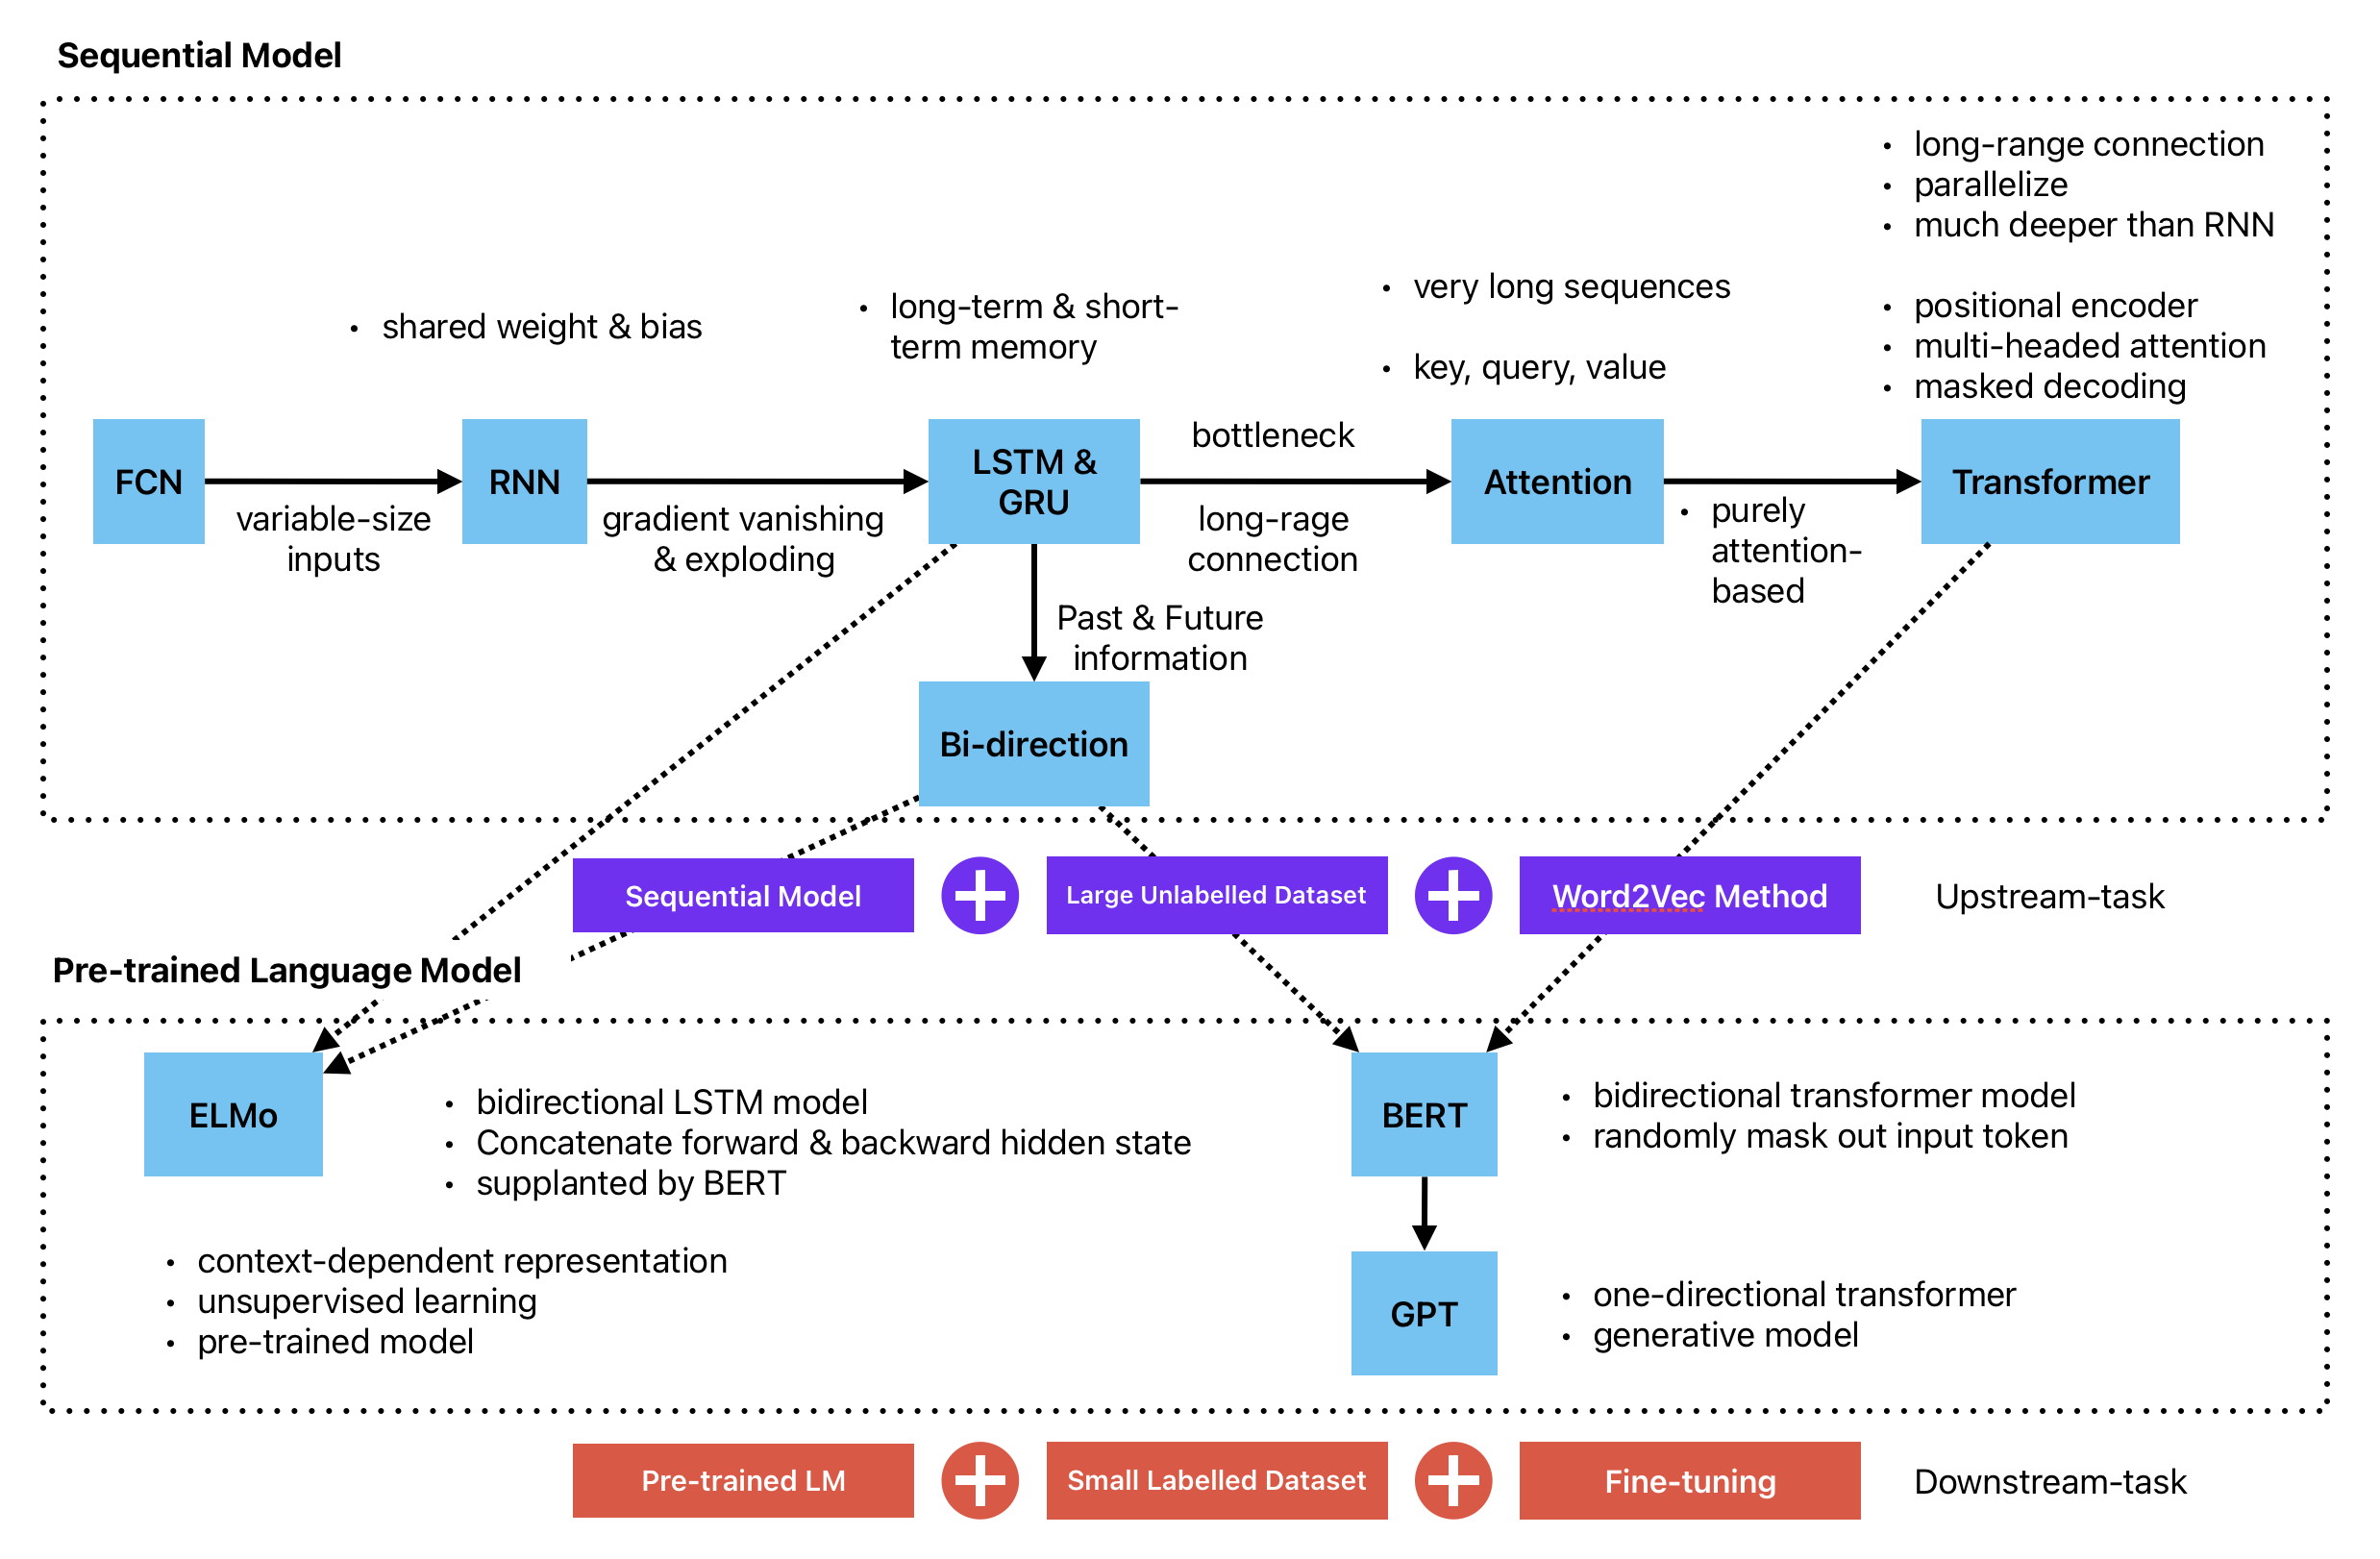 Sequential Model
• long-range connection
• parallelize
• much deeper than RNN
• positional encoder
• multi-headed attention
• masked decoding
• very long sequences
• key, query, value
• long-term & short-
term memory
• shared weight & bias
FCN
variable-size
inputs
RNN
gradient vanishing
& exploding
LSTM &
GRU
bottleneck
long-rage
connection
Attention
• purely
attention-
based
Transformer
Past & Future
information
Bi-direction
Sequential Model
Large Unlabelled Dataset
Word2Vec Method
Upstream-task
Pre-trained Language Model
ELMo
• bidirectional LSTM model
• Concatenate forward & backward hidden state
• supplanted by BERT
• context-dependent representation
• unsupervised learning
• pre-trained model
BERT
• bidirectional transformer model
• randomly mask out input token
GPT
• one-directional transformer
• generative model
Pre-trained LM
Small Labelled Dataset
Fine-tuning
Downstream-task